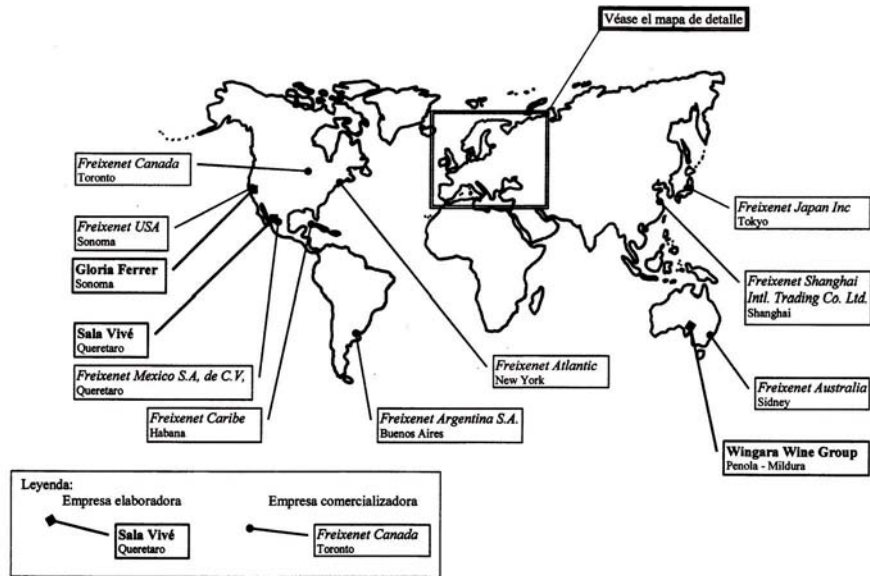 Véase el mapa de detalle
Freixenet Canada
Toronto
Freixenet USA
Sonoma
Gloria Ferrer
Sonoma
Sala Vivé
Queretaro
Freixenet Mexico S.A, de C.V,
Queretaro
Freixenet Caribe
Habana
Freixenet Argentina S.A.
Buenos Aires
Freixenet Atlantic
New York
Freixenet Japan Inc
Tokyo
Freixenet Shanghai
Intl. Trading Co. Ltd.
Shanghai
Freixenet Australia
Sidney
Wingara Wine Group
Penola - Mildura
Leyenda:
Empresa elaboradora
Empresa comercializadora
Sala Vivé
Queretaro
Freixenet Canada
Toronto